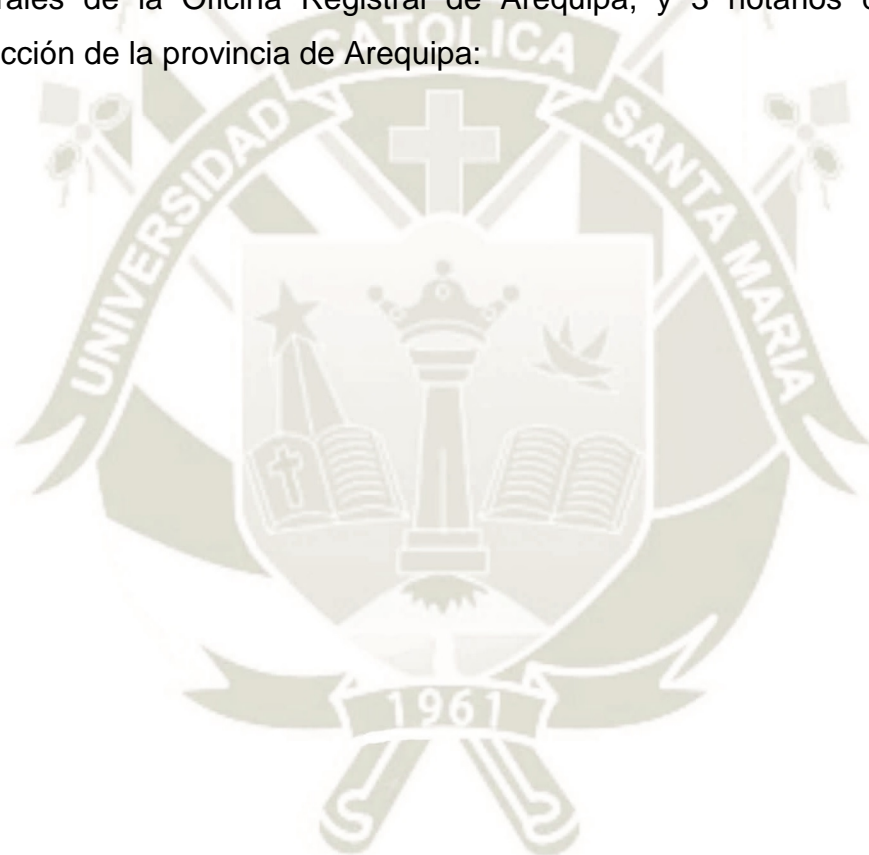 rales de la Oficina Registral de Arequipa, y 3 notarios
cción de la provincia de Arequipa:
CATOLICA
UNIVERSIDAD
SANTA MARIA
1961